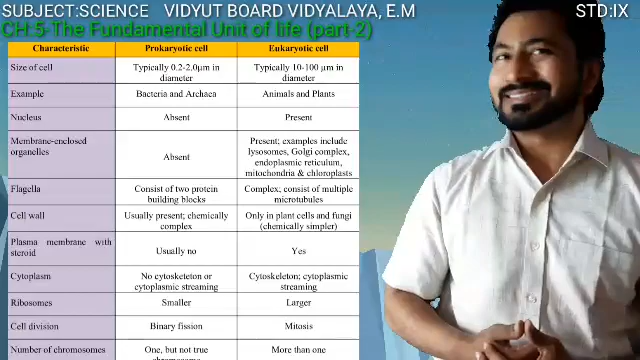 SUBJECT:SCIENCE VIDYUT BOARD VIDYALAYA, E.M STD:IX
CH:5-The Fundamental Unit of life (part-2)
Characteristic Prokaryotic cell Eukaryotic cell
Size of cell Typically 0.2-2.0µm in diameter Typically 10-100 µm in diameter
Example Bacteria and Archaea Animals and Plants
Nucleus Absent Present
Membrane-enclosed organelles Absent Present; examples include lysosomes, Golgi complex, endoplasmic reticulum, mitochondria & chloroplasts
Flagella Consist of two protein building blocks Complex; consist of multiple microtubules
Cell wall Usually present; chemically complex Only in plant cells and fungi (chemically simpler)
Plasma membrane with steroid Usually no Yes
Cytoplasm No cytoskeleton or cytoplasmic streaming Cytoskeleton; cytoplasmic streaming
Ribosomes Smaller Larger
Cell division Binary fission Mitosis
Number of chromosomes One, but not true chromosome More than one